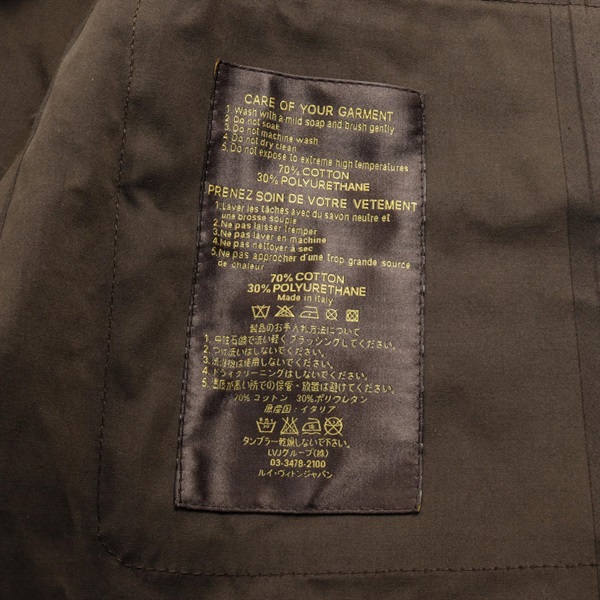 CARE OF YOUR GARMENT
1. Wash with a mild soap and brush gently
2. Do not soak
3. Do not machine wash
4. Do not dry clean
5. Do not expose to extreme high temperatures
70% COTTON
30% POLYURETHANE
PRENEZ SOIN DE VOTRE VETEMENT
1. Laver les tâches avec du savon neutre et
une brosse souple
2. Ne pas laisser tremper
3. Ne pas laver en machine
4. Ne pas nettoyer à sec
5. Ne pas approcher d'une trop grande source
de chaleur
70% COTTON
30% POLYURETHANE
Made in Italy
製品のお手入れ方法について
1. 中性石鹸で洗い軽くブラッシングしてください。
2. つけ洗いはしないでください。
3. 洗濯機は使用しないでください。
4. ドライクリーニングはしないでください。
5. 温度が高い所での保管・放置は避けてください。
70% コットン 30% ポリウレタン
原産国：イタリア
タンブラー乾燥しないで下さい。
LVJグループ(株)
03-3478-2100
ルイ・ヴィトンジャパン